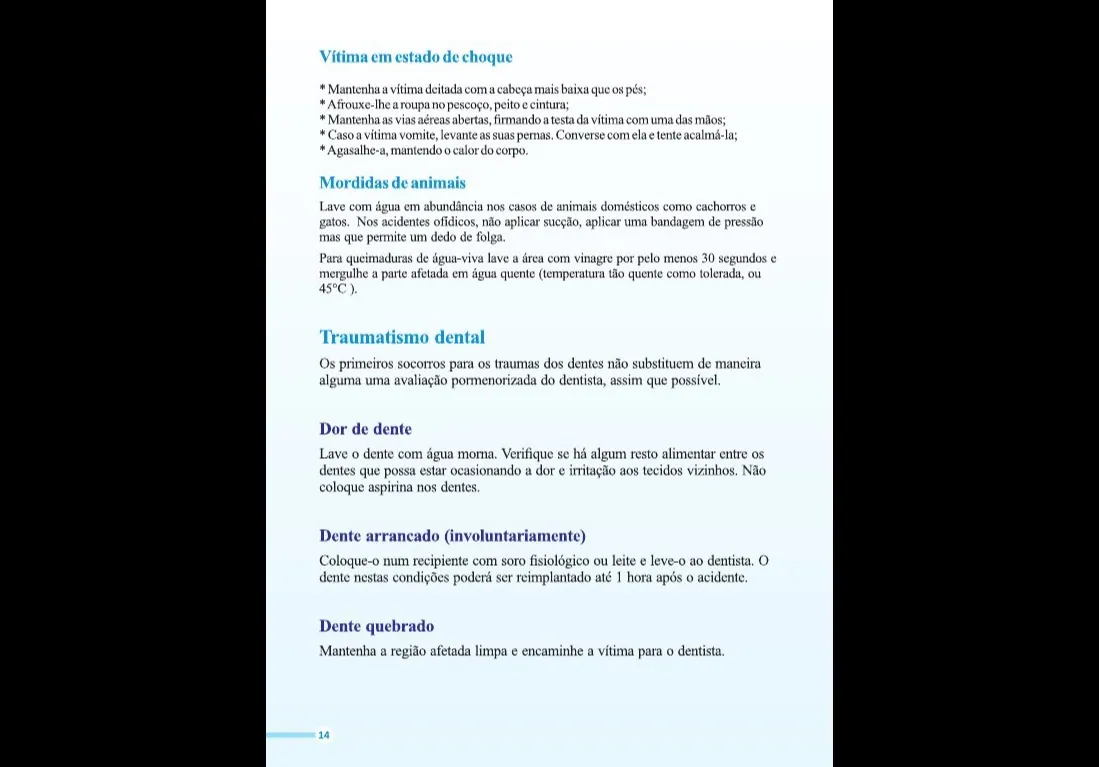 Vítima em estado de choque
* Mantenha a vítima deitada com a cabeça mais baixa que os pés;
* Afrouxe-lhe a roupa no pescoço, peito e cintura;
* Mantenha as vias aéreas abertas, firmando a testa da vítima com uma das mãos;
* Caso a vítima vomite, levante as suas pernas. Converse com ela e tente acalmá-la;
* Agasalhe-a, mantendo o calor do corpo.
Mordidas de animais
Lave com água em abundância nos casos de animais domésticos como cachorros e
gatos. Nos acidentes ofídicos, não aplicar sucção, aplicar uma bandagem de pressão
mas que permite um dedo de folga.
Para queimaduras de água-viva lave a área com vinagre por pelo menos 30 segundos e
mergulhe a parte afetada em água quente (temperatura tão quente como tolerada, ou
45°C ).
Traumatismo dental
Os primeiros socorros para os traumas dos dentes não substituem de maneira
alguma uma avaliação pormenorizada do dentista, assim que possível.
Dor de dente
Lave o dente com água morna. Verifique se há algum resto alimentar entre os
dentes que possa estar ocasionando a dor e irritação aos tecidos vizinhos. Não
coloque aspirina nos dentes.
Dente arrancado (involuntariamente)
Coloque-o num recipiente com soro fisiológico ou leite e leve-o ao dentista. O
dente nestas condições poderá ser reimplantado até 1 hora após o acidente.
Dente quebrado
Mantenha a região afetada limpa e encaminhe a vítima para o dentista.
14